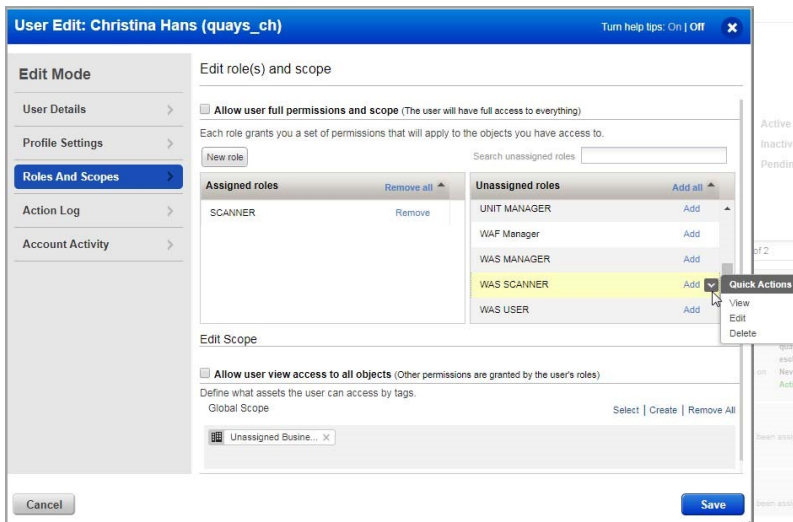 User Edit: Christina Hans (quays_ch)
Turn help tips: On | Off
Edit Mode
User Details
Profile Settings
Roles And Scopes
Action Log
Account Activity
Edit role(s) and scope
Allow user full permissions and scope (The user will have full access to everything)
Each role grants you a set of permissions that will apply to the objects you have access to.
New role
Search unassigned roles
Assigned roles Remove all
SCANNER Remove
Unassigned roles Add all
UNIT MANAGER Add
WAF Manager Add
WAS MANAGER Add
WAS SCANNER Add
WAS USER Add
Quick Actions
View
Edit
Delete
Edit Scope
Allow user view access to all objects (Other permissions are granted by the user's roles)
Define what assets the user can access by tags.
Global Scope
Select | Create | Remove All
Unassigned Busine...
Cancel
Save
Active
Inactiv
Pendin
of 2
been assi
been assi